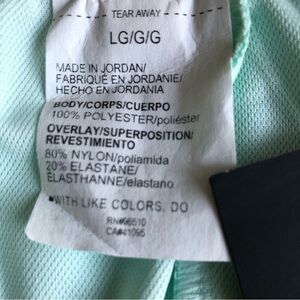 TEAR AWAY
LG/G/G
MADE IN JORDAN/
FABRIQUÉ EN JORDANIE/
HECHO EN JORDANIA
BODY/CORPS/CUERPO
100% POLYESTER/poliéster
OVERLAY/SUPERPOSITION/
REVESTIMIENTO
80% NYLON/poliamida
20% ELASTANE/
ELASTHANNE/elastano
WITH LIKE COLORS. DO
RN#96510
CA#41095